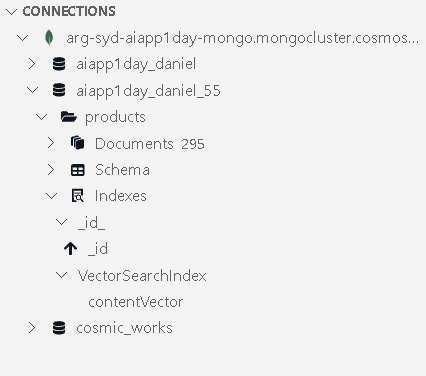 CONNECTIONS
arg-syd-aiapp1day-mongo.mongocluster.cosmos...
aiapp1day_daniel
aiapp1day_daniel_55
products
Documents 295
Schema
Indexes
_id_
_id
VectorSearchIndex
contentVector
cosmic_works